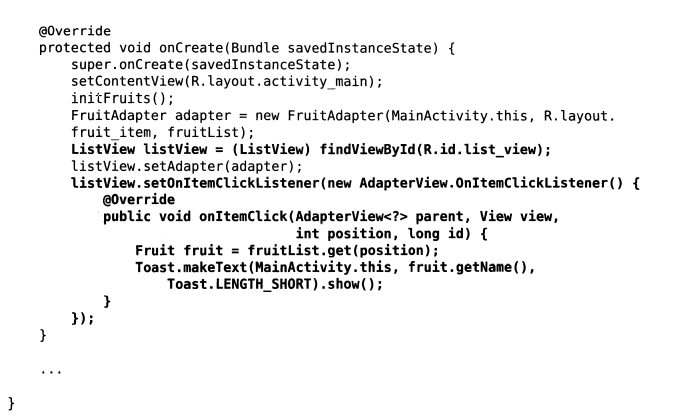 @Override
protected void onCreate(Bundle savedInstanceState) {
super.onCreate(savedInstanceState);
setContentView(R.layout.activity_main);
initFruits();
FruitAdapter adapter = new FruitAdapter(MainActivity.this, R.layout.
fruit_item, fruitList);
ListView listView = (ListView) findViewById(R.id.list_view);
listView.setAdapter(adapter);
listView.setOnItemClickListener(new AdapterView.OnItemClickListener() {
@Override
public void onItemClick(AdapterView<?> parent, View view,
int position, long id) {
Fruit fruit = fruitList.get(position);
Toast.makeText(MainActivity.this, fruit.getName(),
Toast.LENGTH_SHORT).show();
}
});
}
...
}